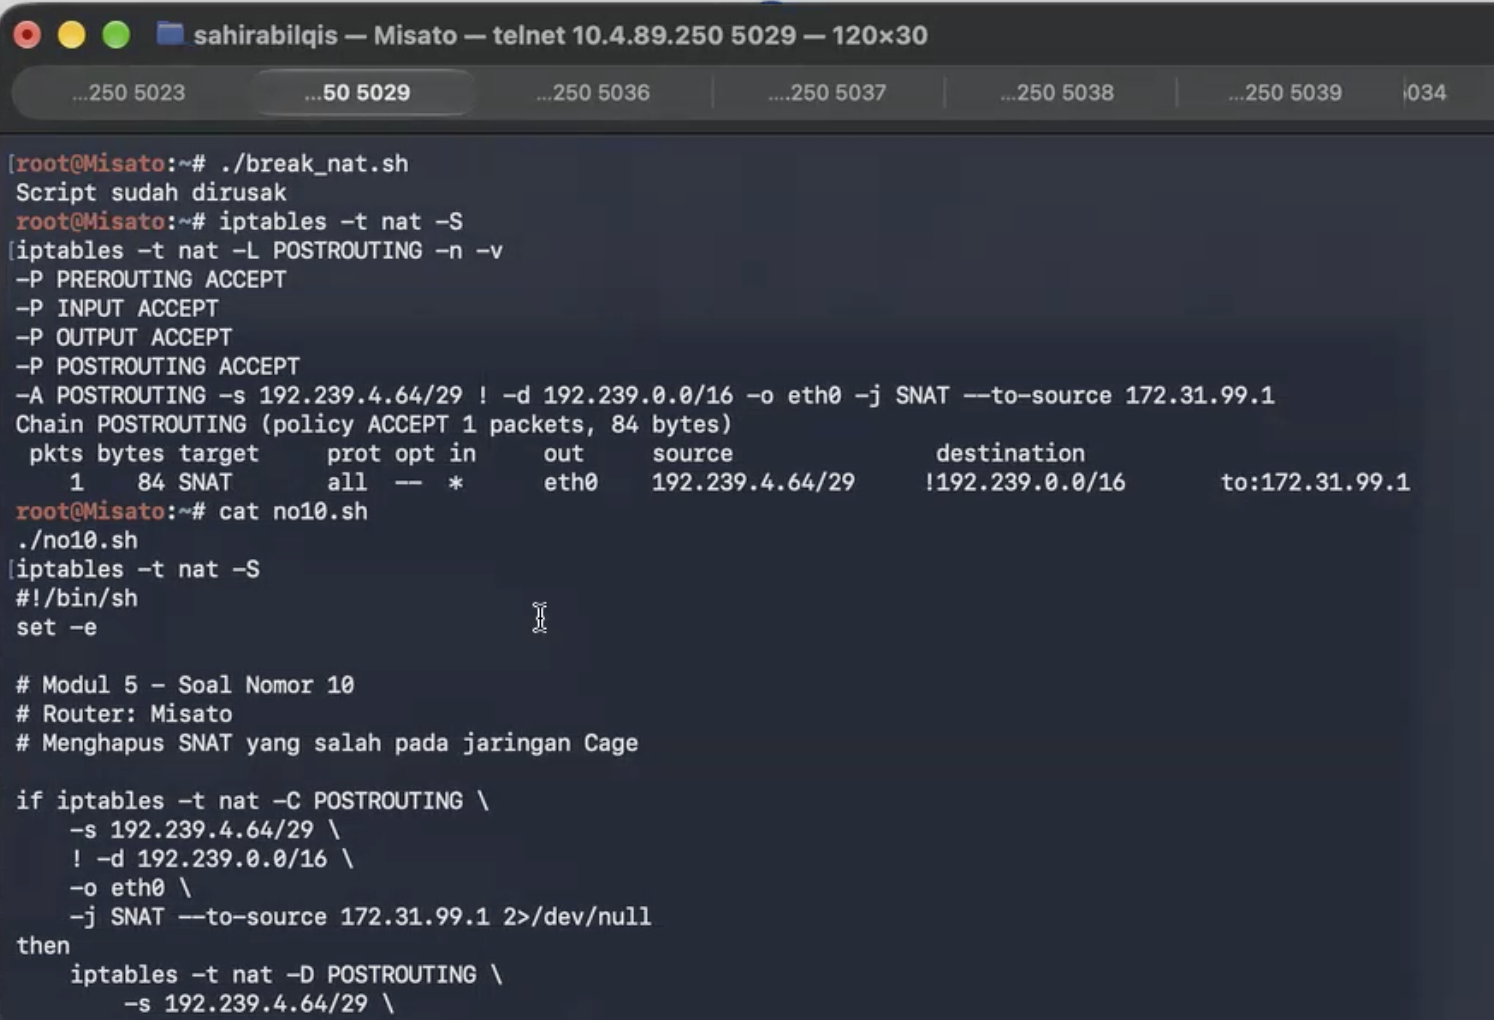 sahirabilqis — Misato — telnet 10.4.89.250 5029 — 120×30
...250 5023 ...50 5029 ...250 5036 ....250 5037 ...250 5038 ...250 5039 034
[root@Misato:~# ./break_nat.sh
Script sudah dirusak
root@Misato:~# iptables -t nat -S
[iptables -t nat -L POSTROUTING -n -v
-P PREROUTING ACCEPT
-P INPUT ACCEPT
-P OUTPUT ACCEPT
-P POSTROUTING ACCEPT
-A POSTROUTING -s 192.239.4.64/29 ! -d 192.239.0.0/16 -o eth0 -j SNAT --to-source 172.31.99.1
Chain POSTROUTING (policy ACCEPT 1 packets, 84 bytes)
pkts bytes target prot opt in out source destination
1 84 SNAT all -- * eth0 192.239.4.64/29 !192.239.0.0/16 to:172.31.99.1
root@Misato:~# cat no10.sh
./no10.sh
[iptables -t nat -S
#!/bin/sh
set -e
# Modul 5 - Soal Nomor 10
# Router: Misato
# Menghapus SNAT yang salah pada jaringan Cage
if iptables -t nat -C POSTROUTING \
-s 192.239.4.64/29 \
! -d 192.239.0.0/16 \
-o eth0 \
-j SNAT --to-source 172.31.99.1 2>/dev/null
then
iptables -t nat -D POSTROUTING \
-s 192.239.4.64/29 \